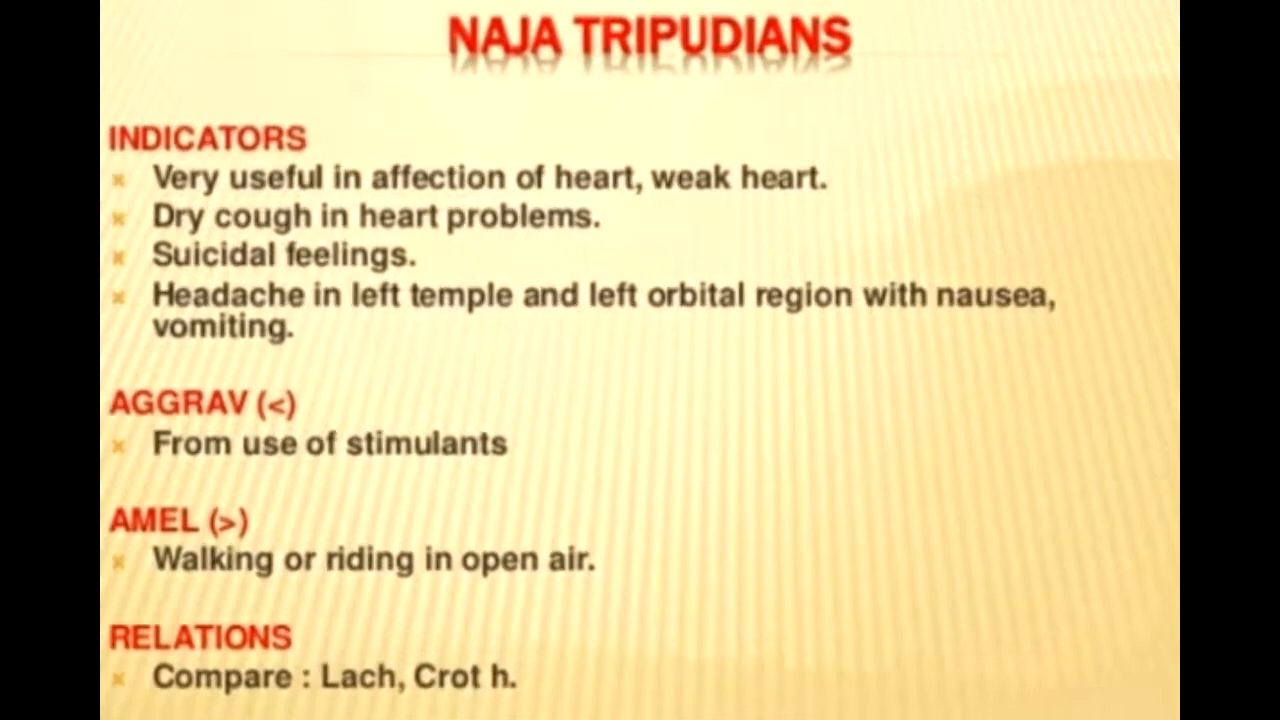 NAJA TRIPUDIANS
INDICATORS
Very useful in affection of heart, weak heart.
Dry cough in heart problems.
Suicidal feelings.
Headache in left temple and left orbital region with nausea,
vomiting.
AGGRAV (<)
From use of stimulants
AMEL (>)
Walking or riding in open air.
RELATIONS
Compare : Lach, Crot h.